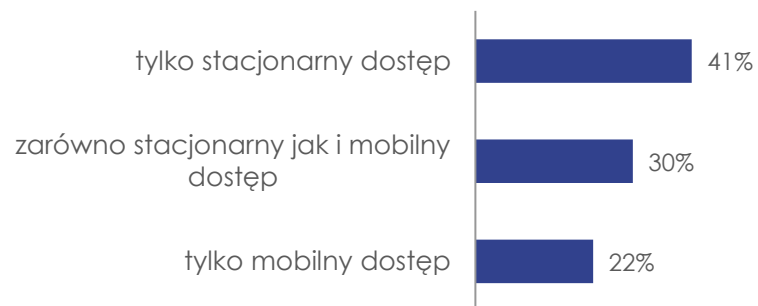 tylko stacjonarny dostęp
41%
zarówno stacjonarny jak i mobilny
dostęp
30%
tylko mobilny dostęp
22%